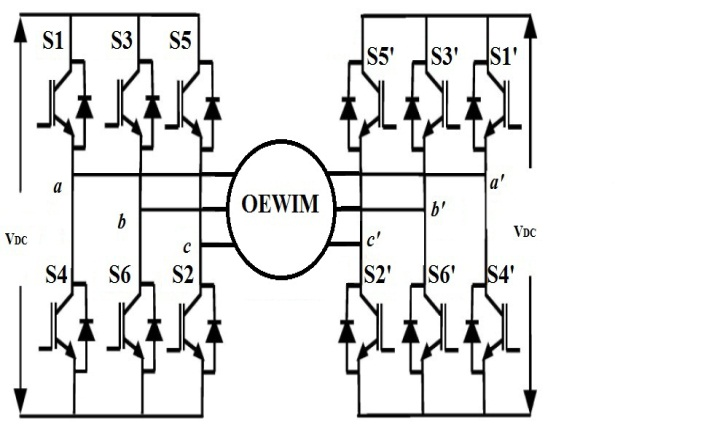 S1 S3 S5 S5' S3' S1'
a a'
OEWIM
b b'
VDC VDC
c c'
S4 S6 S2 S2' S6' S4'